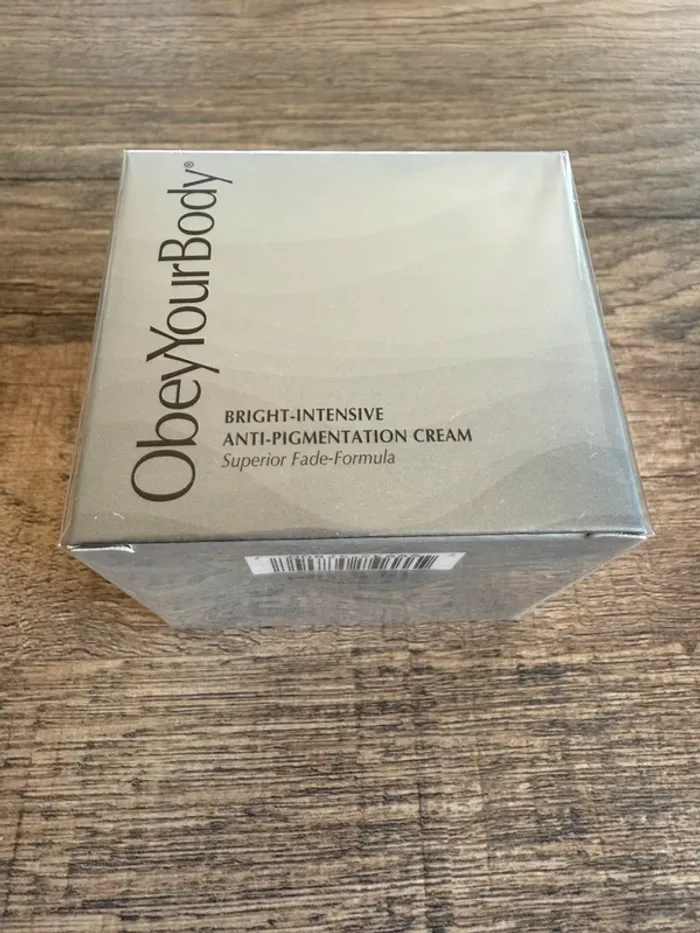 ObeyYourBody®
BRIGHT-INTENSIVE
ANTI-PIGMENTATION CREAM
Superior Fade-Formula